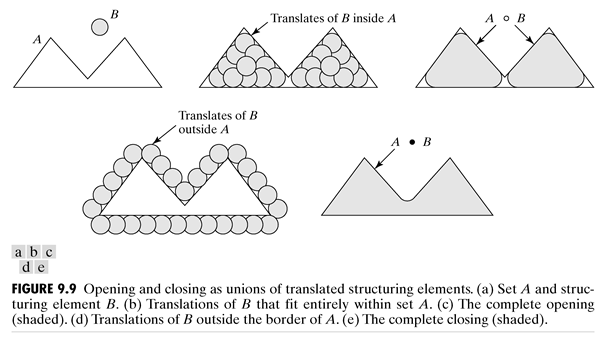 B
A
Translates of B inside A
A ∘ B
Translates of B
outside A
A • B
a b c
d e
FIGURE 9.9 Opening and closing as unions of translated structuring elements. (a) Set A and struc-
turing element B. (b) Translations of B that fit entirely within set A. (c) The complete opening
(shaded). (d) Translations of B outside the border of A. (e) The complete closing (shaded).